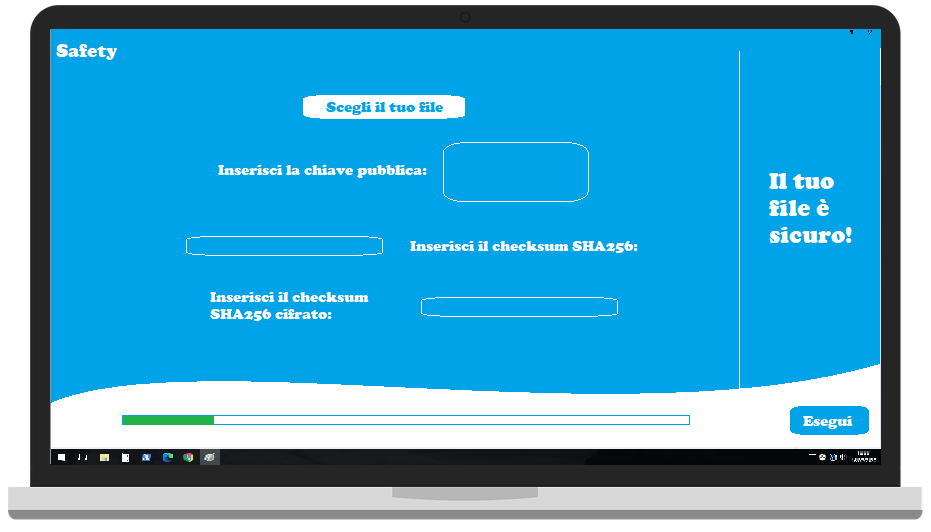 Safety
Scegli il tuo file
Inserisci la chiave pubblica:
Inserisci il checksum SHA256:
Inserisci il checksum
SHA256 cifrato:
Il tuo
file è
sicuro!
Esegui